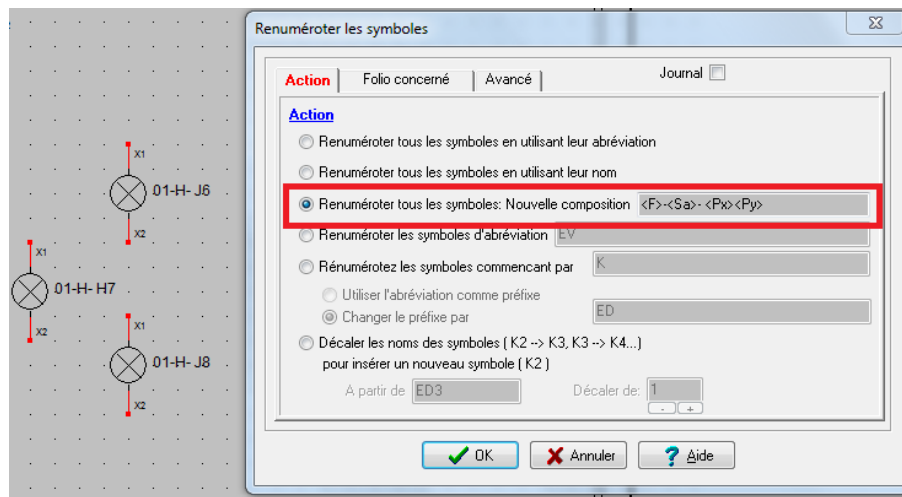 X1
01-H- J6
X2
X1
01-H- H7
X2
X1
01-H- J8
X2
Renuméroter les symboles
Action
Folio concerné
Avancé
Journal
Action
Renuméroter tous les symboles en utilisant leur abréviation
Renuméroter tous les symboles en utilisant leur nom
Renuméroter tous les symboles: Nouvelle composition <F>-<Sa>- <Px><Py>
Renuméroter les symboles d'abréviation EV
Rénumérotez les symboles commencant par K
Utiliser l'abréviation comme préfixe
Changer le préfixe par ED
Décaler les noms des symboles ( K2 --> K3, K3 --> K4...)
pour insérer un nouveau symbole ( K2 )
A partir de ED3 Décaler de: 1
- +
OK
Annuler
? Aide